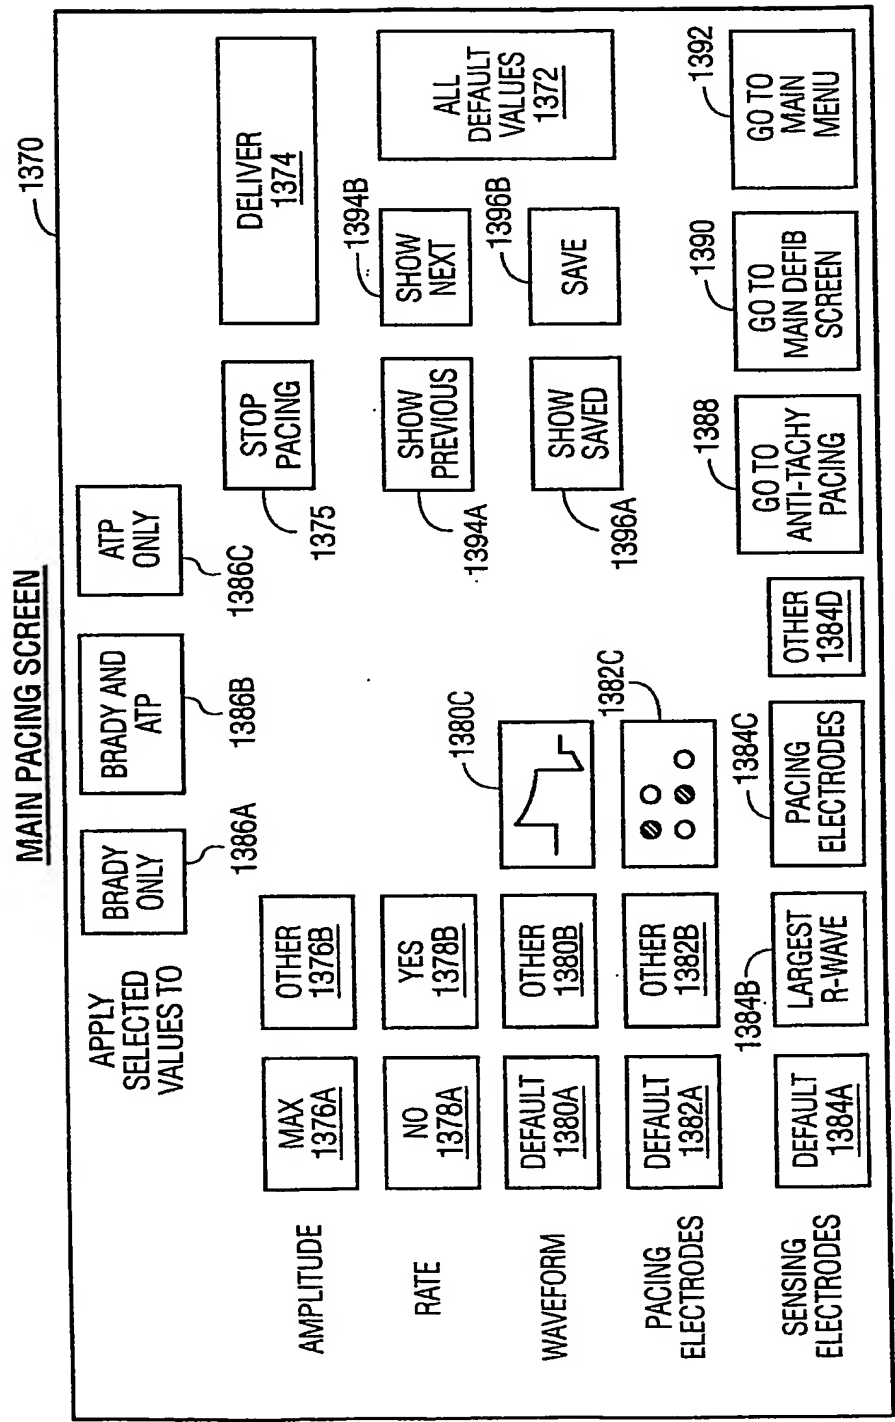 MAIN PACING SCREEN
1370
APPLY
SELECTED
VALUES TO
BRADY
ONLY
1386A
BRADY AND
ATP
1386B
ATP
ONLY
1386C
AMPLITUDE
MAX
1376A
OTHER
1376B
STOP
PACING
1375
DELIVER
1374
RATE
NO
1378A
YES
1378B
SHOW
PREVIOUS
1394A
SHOW
NEXT
1394B
ALL
DEFAULT
VALUES
1372
WAVEFORM
DEFAULT
1380A
OTHER
1380B
1380C
SHOW
SAVED
1396A
SAVE
1396B
PACING
ELECTRODES
DEFAULT
1382A
OTHER
1382B
1382C
SENSING
ELECTRODES
DEFAULT
1384A
LARGEST
R-WAVE
1384B
PACING
ELECTRODES
1384C
OTHER
1384D
GO TO
ANTI-TACHY
PACING
1388
GO TO
MAIN DEFIB
SCREEN
1390
GO TO
MAIN
MENU
1392